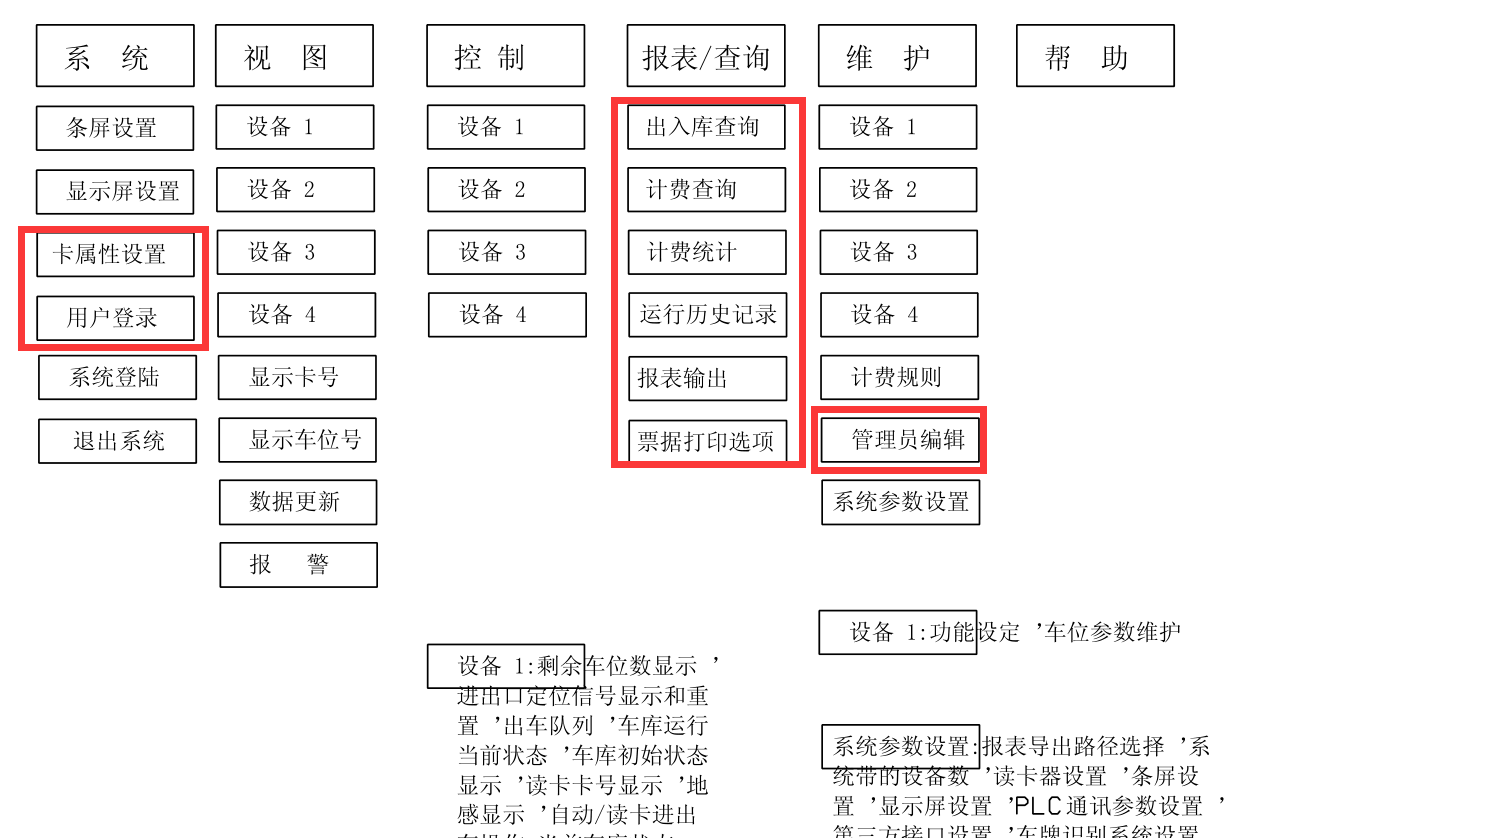 系 统
视 图
控 制
报表/查询
维 护
帮 助
条屏设置
显示屏设置
卡属性设置
用户登录
系统登陆
退出系统
设备 1
设备 2
设备 3
设备 4
显示卡号
显示车位号
数据更新
报 警
设备 1
设备 2
设备 3
设备 4
出入库查询
计费查询
计费统计
运行历史记录
报表输出
票据打印选项
设备 1
设备 2
设备 3
设备 4
计费规则
管理员编辑
系统参数设置
设备 1:剩余车位数显示 ’
进出口定位信号显示和重
置 ’出车队列 ’车库运行
当前状态 ’车库初始状态
显示 ’读卡卡号显示 ’地
感显示 ’自动/读卡进出
设备 1:功能设定 ’车位参数维护
系统参数设置:报表导出路径选择 ’系
统带的设备数 ’读卡器设置 ’条屏设
置 ’显示屏设置 ’PLC通讯参数设置 ’
第三方接口设置 ’车牌识别系统设置